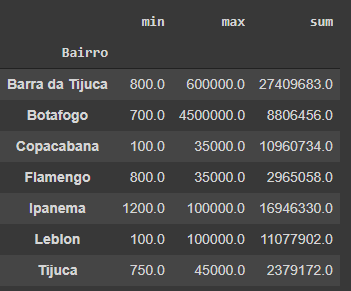 min max sum
Bairro
Barra da Tijuca 800.0 600000.0 27409683.0
Botafogo 700.0 4500000.0 8806456.0
Copacabana 100.0 35000.0 10960734.0
Flamengo 800.0 35000.0 2965058.0
Ipanema 1200.0 100000.0 16946330.0
Leblon 100.0 100000.0 11077902.0
Tijuca 750.0 45000.0 2379172.0